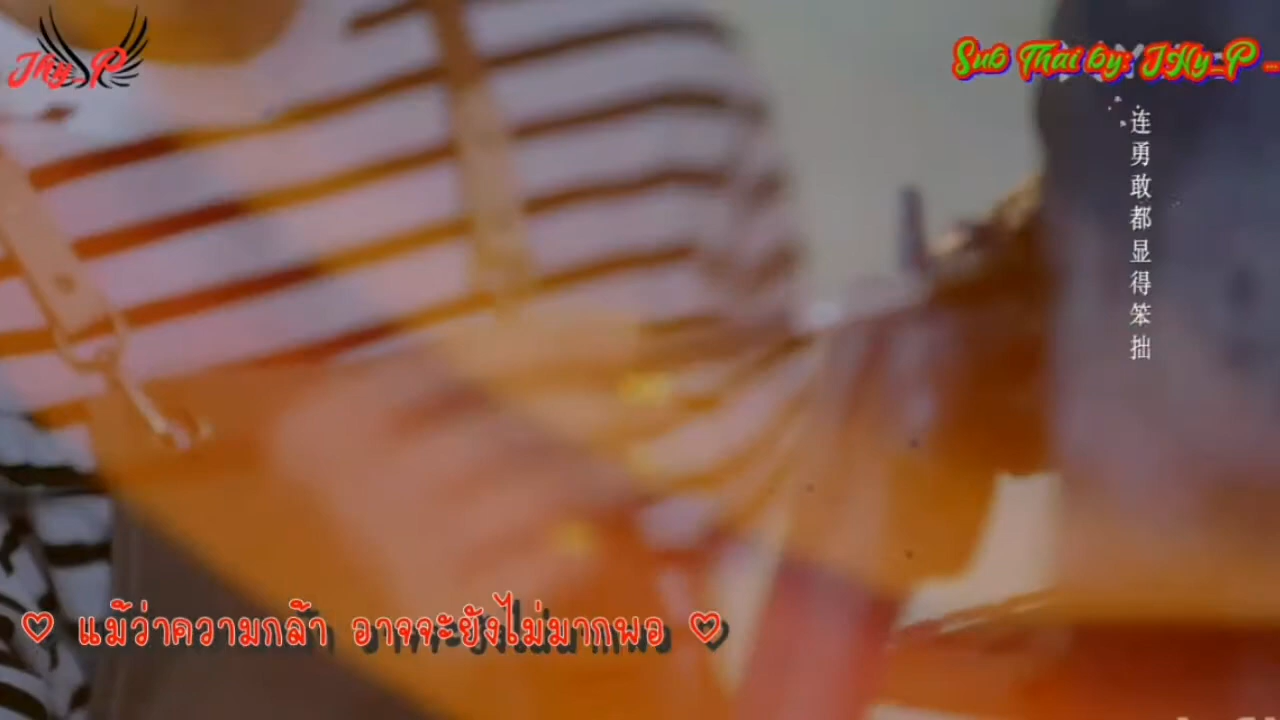 Jhy_P
Sub Thai by: JHy_P ...
连勇敢都显得笨拙
♡ แม้ว่าความกล้า อาจจะยังไม่มากพอ ♡